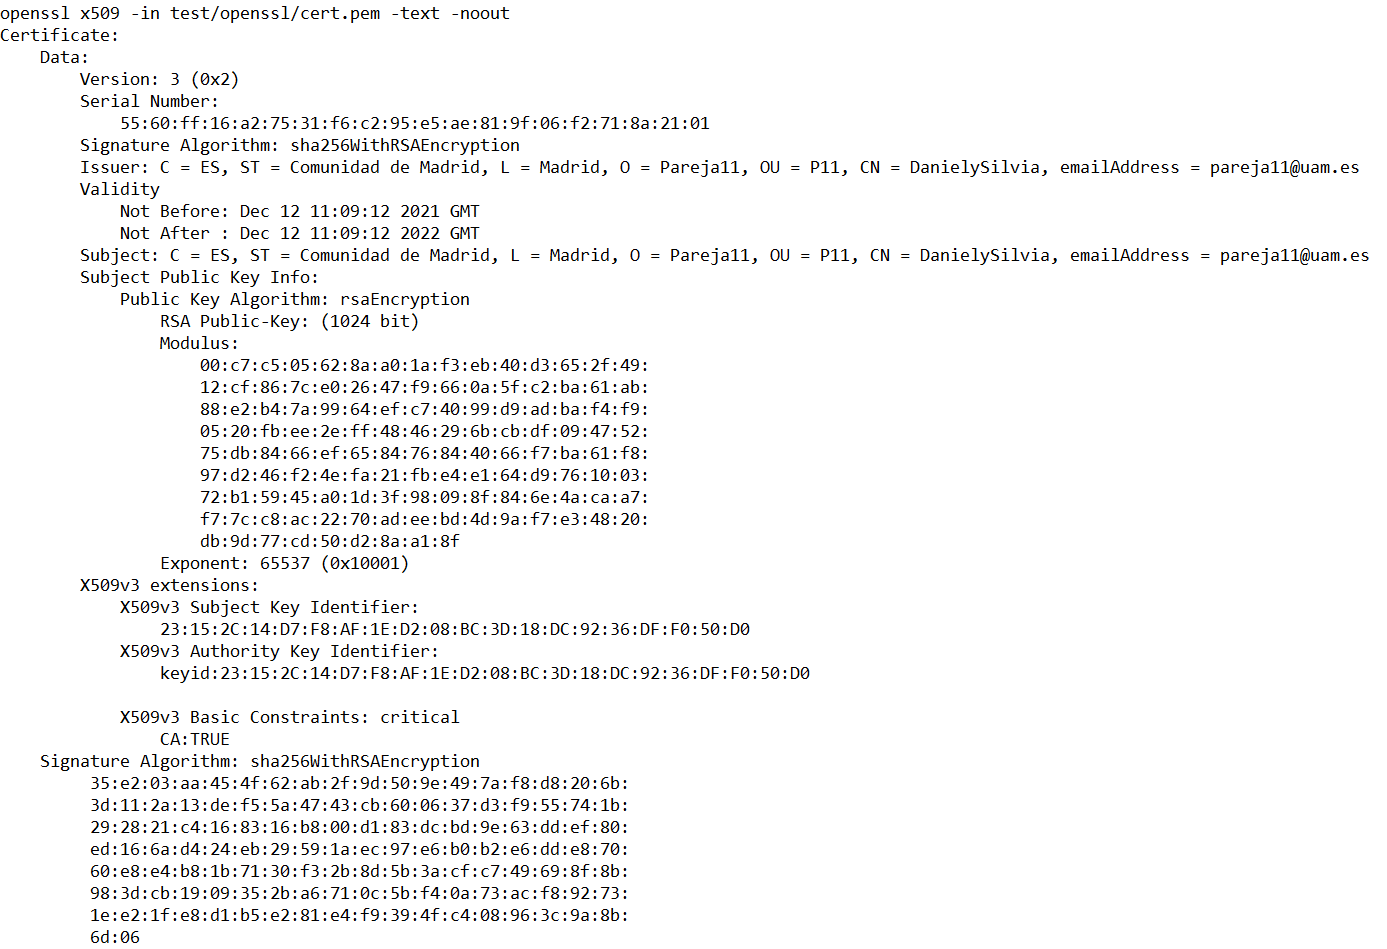 openssl x509 -in test/openssl/cert.pem -text -noout
Certificate:
Data:
Version: 3 (0x2)
Serial Number:
55:60:ff:16:a2:75:31:f6:c2:95:e5:ae:81:9f:06:f2:71:8a:21:01
Signature Algorithm: sha256WithRSAEncryption
Issuer: C = ES, ST = Comunidad de Madrid, L = Madrid, O = Pareja11, OU = P11, CN = DanielySilvia, emailAddress = pareja11@uam.es
Validity
Not Before: Dec 12 11:09:12 2021 GMT
Not After : Dec 12 11:09:12 2022 GMT
Subject: C = ES, ST = Comunidad de Madrid, L = Madrid, O = Pareja11, OU = P11, CN = DanielySilvia, emailAddress = pareja11@uam.es
Subject Public Key Info:
Public Key Algorithm: rsaEncryption
RSA Public-Key: (1024 bit)
Modulus:
00:c7:c5:05:62:8a:a0:1a:f3:eb:40:d3:65:2f:49:
12:cf:86:7c:e0:26:47:f9:66:0a:5f:c2:ba:61:ab:
88:e2:b4:7a:99:64:ef:c7:40:99:d9:ad:ba:f4:f9:
05:20:fb:ee:2e:ff:48:46:29:6b:cb:df:09:47:52:
75:db:84:66:ef:65:84:76:84:40:66:f7:ba:61:f8:
97:d2:46:f2:4e:fa:21:fb:e4:e1:64:d9:76:10:03:
72:b1:59:45:a0:1d:3f:98:09:8f:84:6e:4a:ca:a7:
f7:7c:c8:ac:22:70:ad:ee:bd:4d:9a:f7:e3:48:20:
db:9d:77:cd:50:d2:8a:a1:8f
Exponent: 65537 (0x10001)
X509v3 extensions:
X509v3 Subject Key Identifier:
23:15:2C:14:D7:F8:AF:1E:D2:08:BC:3D:18:DC:92:36:DF:F0:50:D0
X509v3 Authority Key Identifier:
keyid:23:15:2C:14:D7:F8:AF:1E:D2:08:BC:3D:18:DC:92:36:DF:F0:50:D0
X509v3 Basic Constraints: critical
CA:TRUE
Signature Algorithm: sha256WithRSAEncryption
35:e2:03:aa:45:4f:62:ab:2f:9d:50:9e:49:7a:f8:d8:20:6b:
3d:11:2a:13:de:f5:5a:47:43:cb:60:06:37:d3:f9:55:74:1b:
29:28:21:c4:16:83:16:b8:00:d1:83:dc:bd:9e:63:dd:ef:80:
ed:16:6a:d4:24:eb:29:59:1a:ec:97:e6:b0:b2:e6:dd:e8:70:
60:e8:e4:b8:1b:71:30:f3:2b:8d:5b:3a:cf:c7:49:69:8f:8b:
98:3d:cb:19:09:35:2b:a6:71:0c:5b:f4:0a:73:ac:f8:92:73:
1e:e2:1f:e8:d1:b5:e2:81:e4:f9:39:4f:c4:08:96:3c:9a:8b:
6d:06